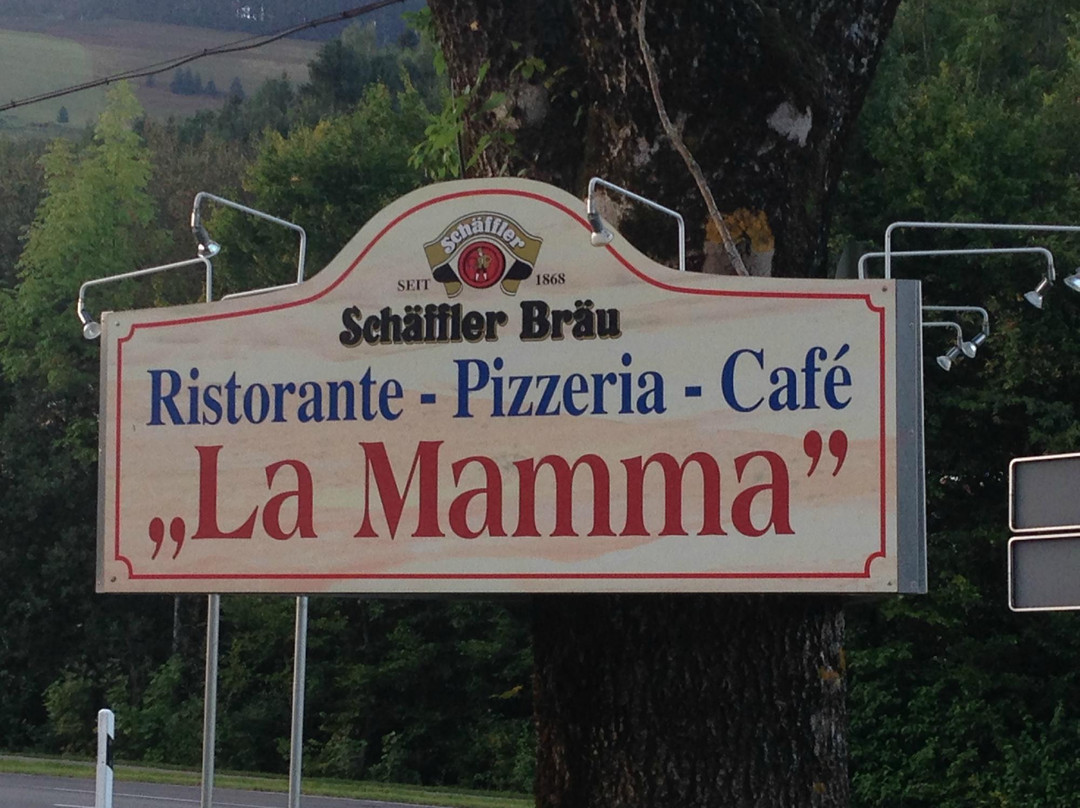 Schäffler
SEIT 1868
Schäffler Bräu
Ristorante - Pizzeria - Café
„La Mamma”